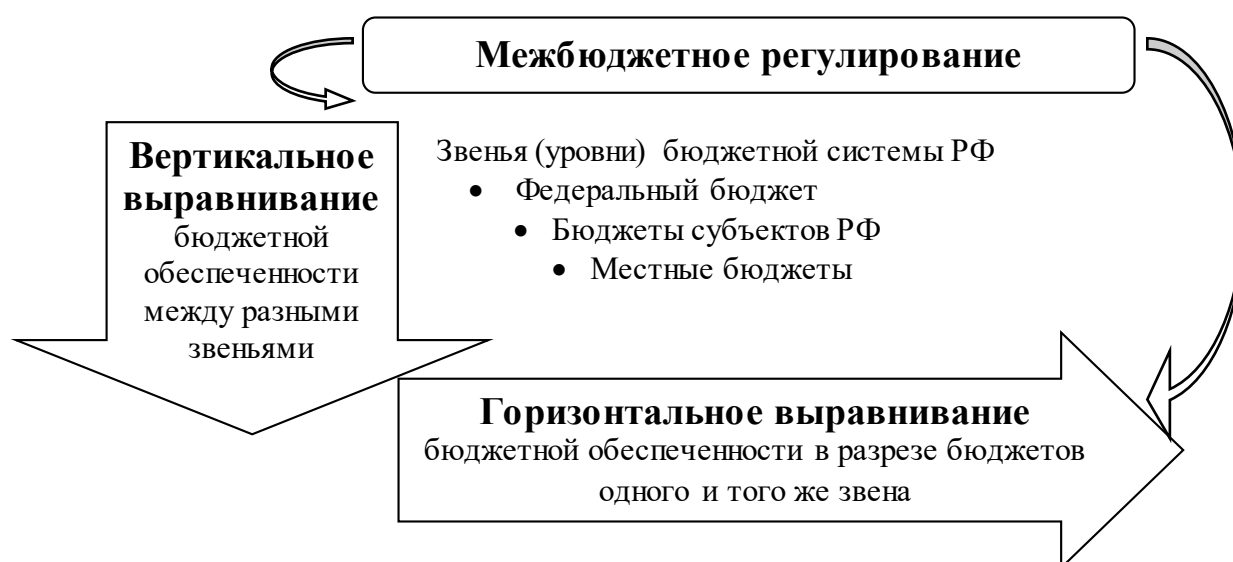 Межбюджетное регулирование
Вертикальное
выравнивание
бюджетной
обеспеченности
между разными
звеньями
Звенья (уровни) бюджетной системы РФ
• Федеральный бюджет
• Бюджеты субъектов РФ
• Местные бюджеты
Горизонтальное выравнивание
бюджетной обеспеченности в разрезе бюджетов
одного и того же звена